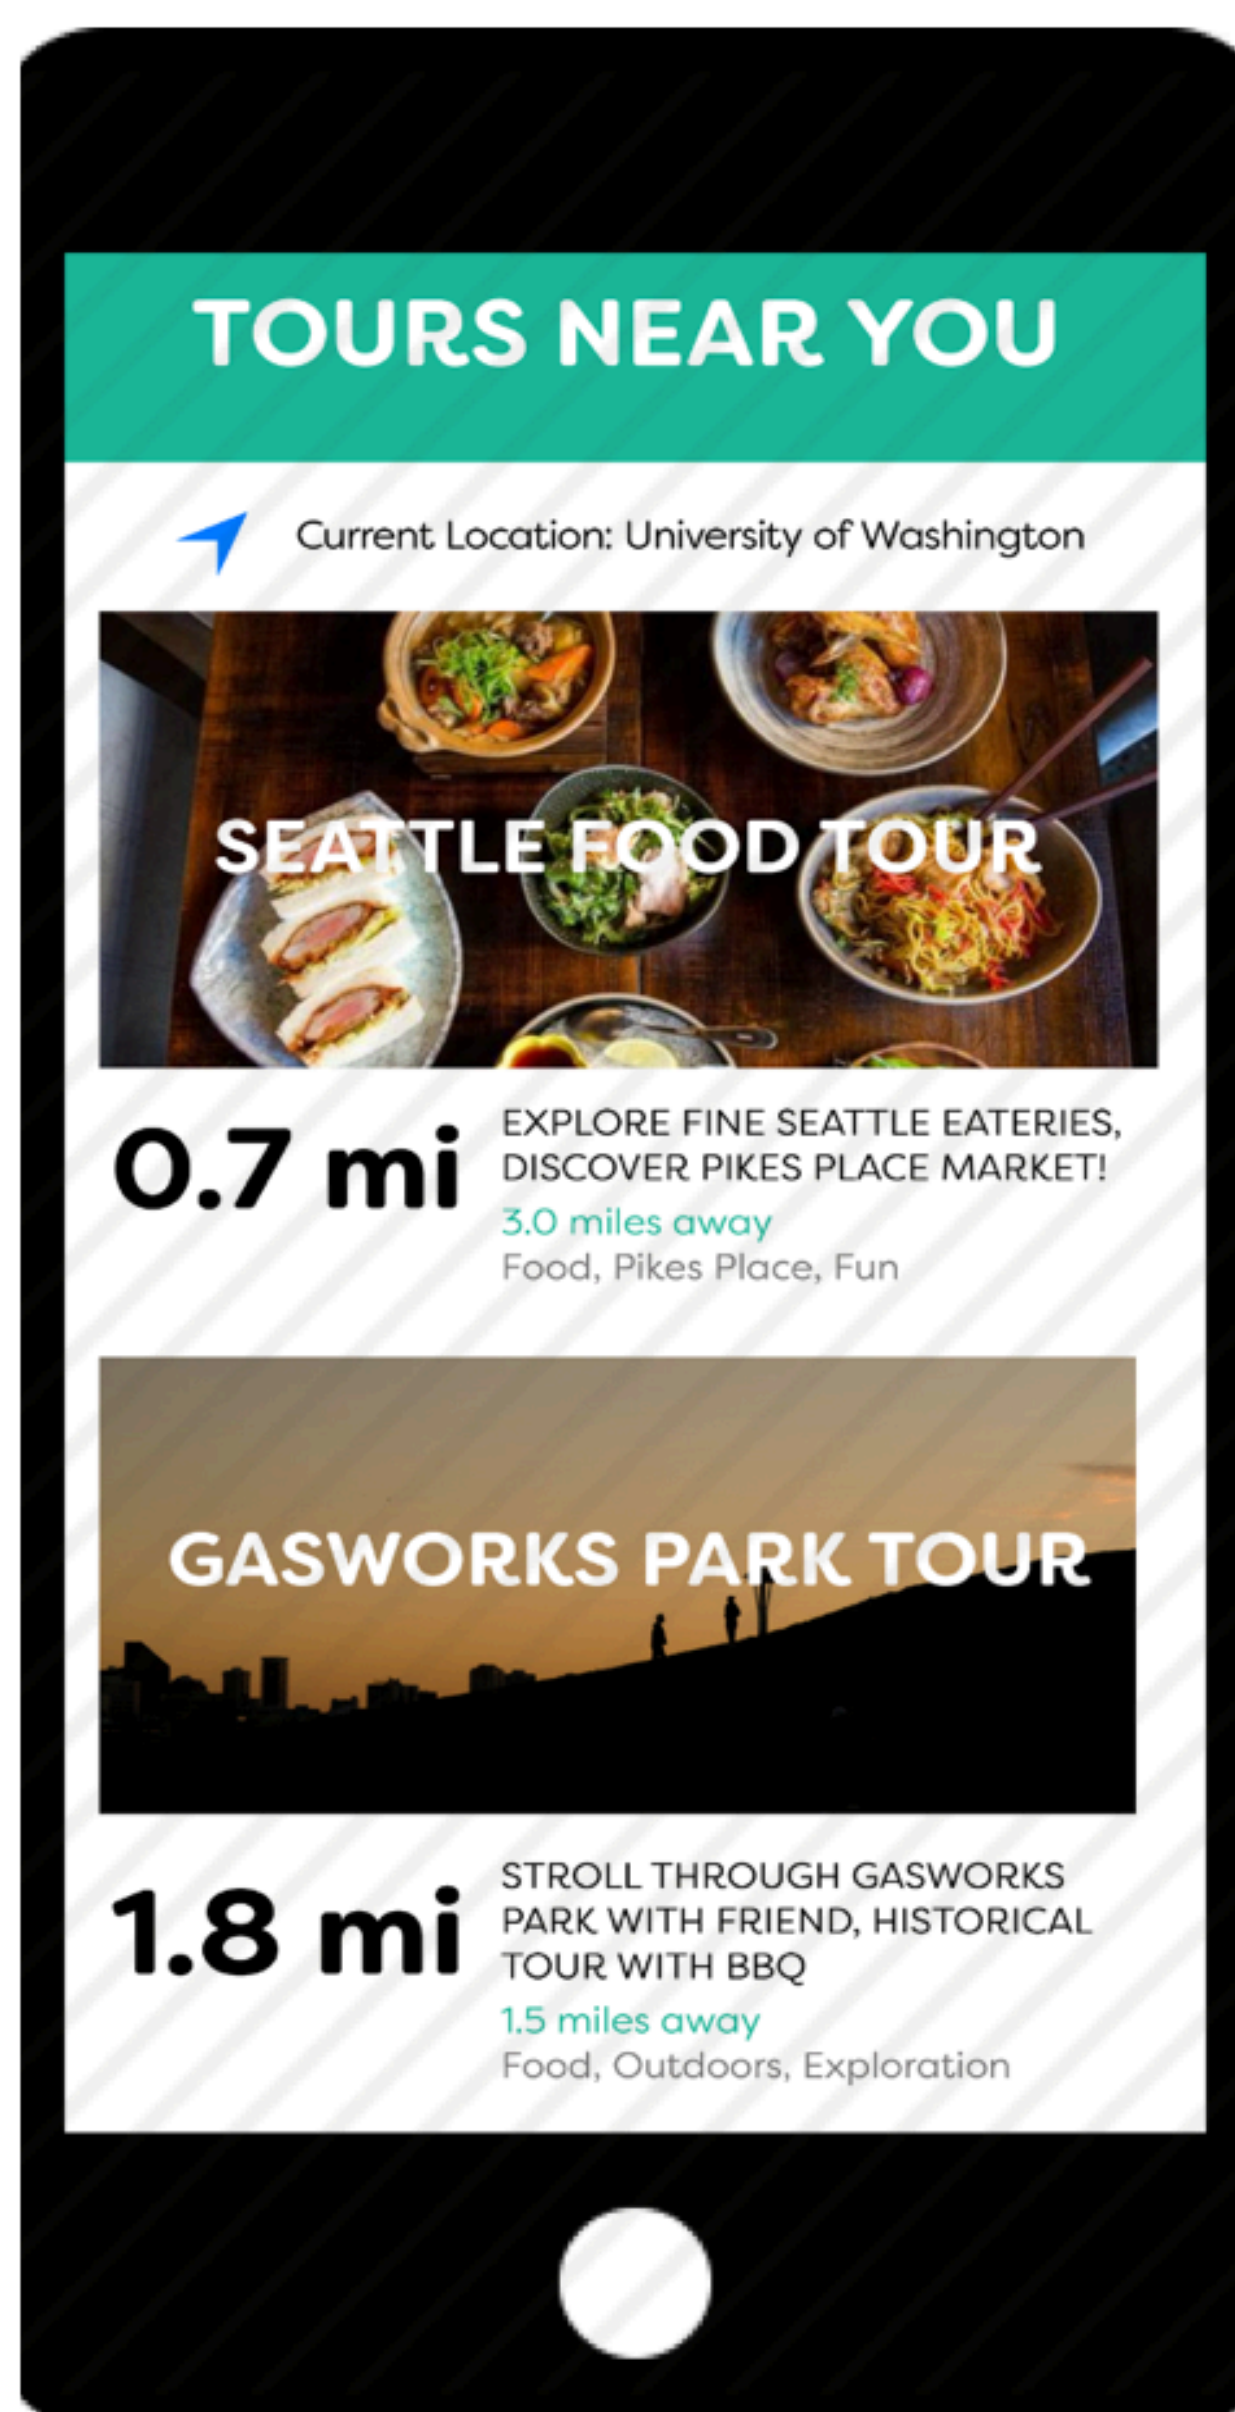 TOURS NEAR YOU
Current Location: University of Washington
SEATTLE FOOD TOUR
0.7 mi
EXPLORE FINE SEATTLE EATERIES,
DISCOVER PIKES PLACE MARKET!
3.0 miles away
Food, Pikes Place, Fun
GASWORKS PARK TOUR
1.8 mi
STROLL THROUGH GASWORKS
PARK WITH FRIEND, HISTORICAL
TOUR WITH BBQ
1.5 miles away
Food, Outdoors, Exploration